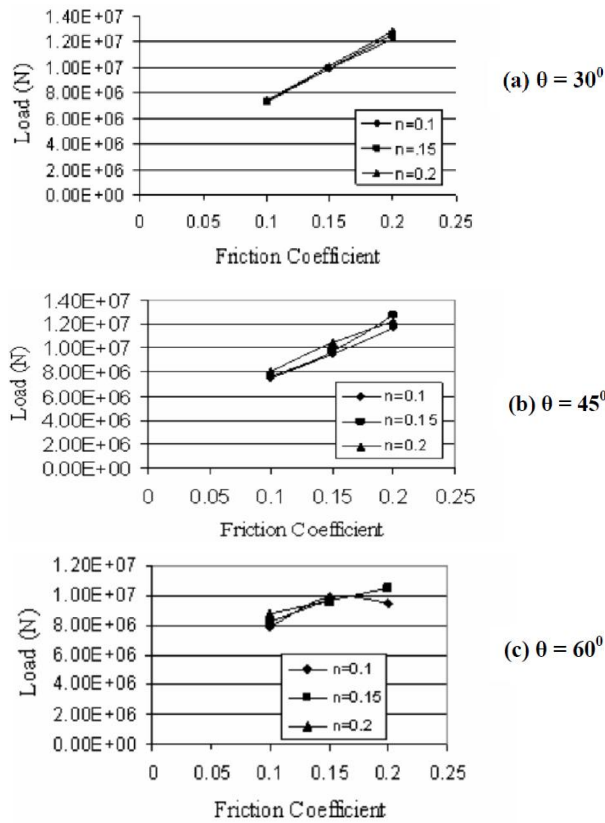 1.40E+07
1.20E+07
1.00E+07
8.00E+06
6.00E+06
4.00E+06
2.00E+06
0.00E+00
Load (N)
0 0.05 0.1 0.15 0.2 0.25
Friction Coefficient
n=0.1
n=.15
n=0.2
(a) θ = 30⁰
1.40E+07
1.20E+07
1.00E+07
8.00E+06
6.00E+06
4.00E+06
2.00E+06
0.00E+00
Load (N)
0 0.05 0.1 0.15 0.2 0.25
Friction Coefficient
n=0.1
n=0.15
n=0.2
(b) θ = 45⁰
1.20E+07
1.00E+07
8.00E+06
6.00E+06
4.00E+06
2.00E+06
0.00E+00
Load (N)
0 0.05 0.1 0.15 0.2 0.25
Friction Coefficient
n=0.1
n=0.15
n=0.2
(c) θ = 60⁰